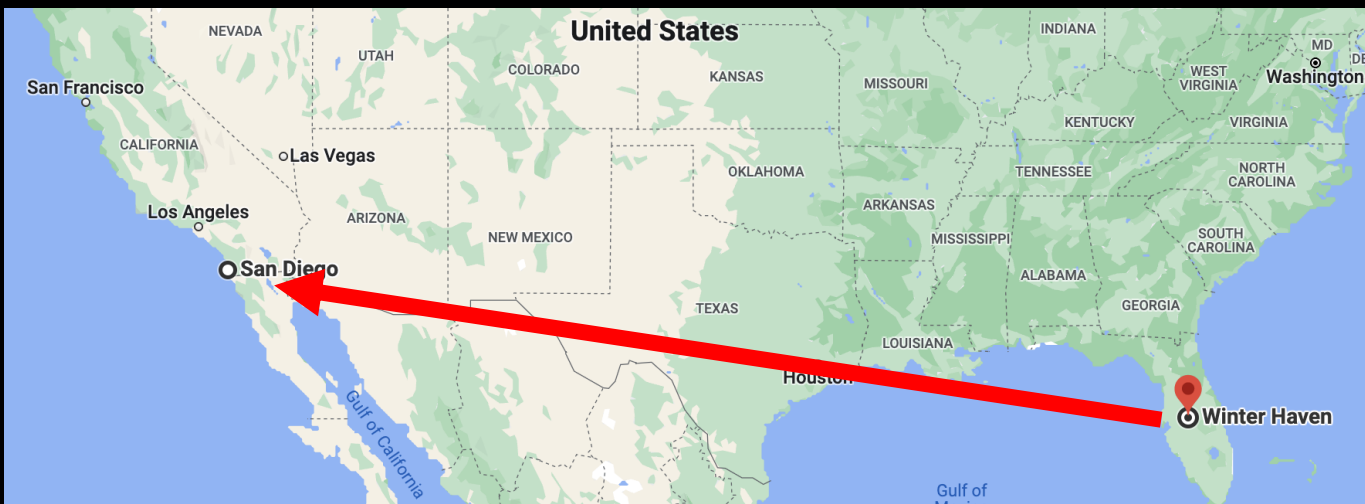 United States
NEVADA
UTAH
COLORADO
KANSAS
MISSOURI
INDIANA
WEST
VIRGINIA
MD
DE
Washington
San Francisco
CALIFORNIA
Las Vegas
KENTUCKY
VIRGINIA
OKLAHOMA
TENNESSEE
NORTH
CAROLINA
Los Angeles
ARIZONA
NEW MEXICO
ARKANSAS
MISSISSIPPI
SOUTH
CAROLINA
San Diego
ALABAMA
TEXAS
GEORGIA
LOUISIANA
Houston
Gulf of California
Winter Haven
Gulf of